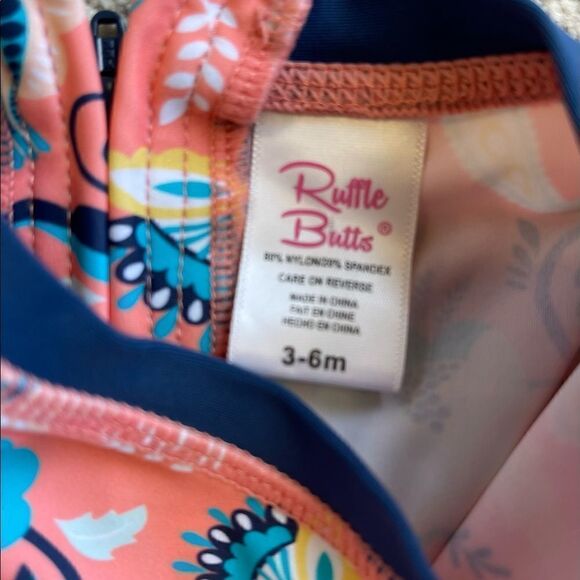 Ruffle
Butts®
80% NYLON/20% SPANDEX
CARE ON REVERSE
MADE IN CHINA
FAIT EN CHINE
HECHO EN CHINA
3-6m